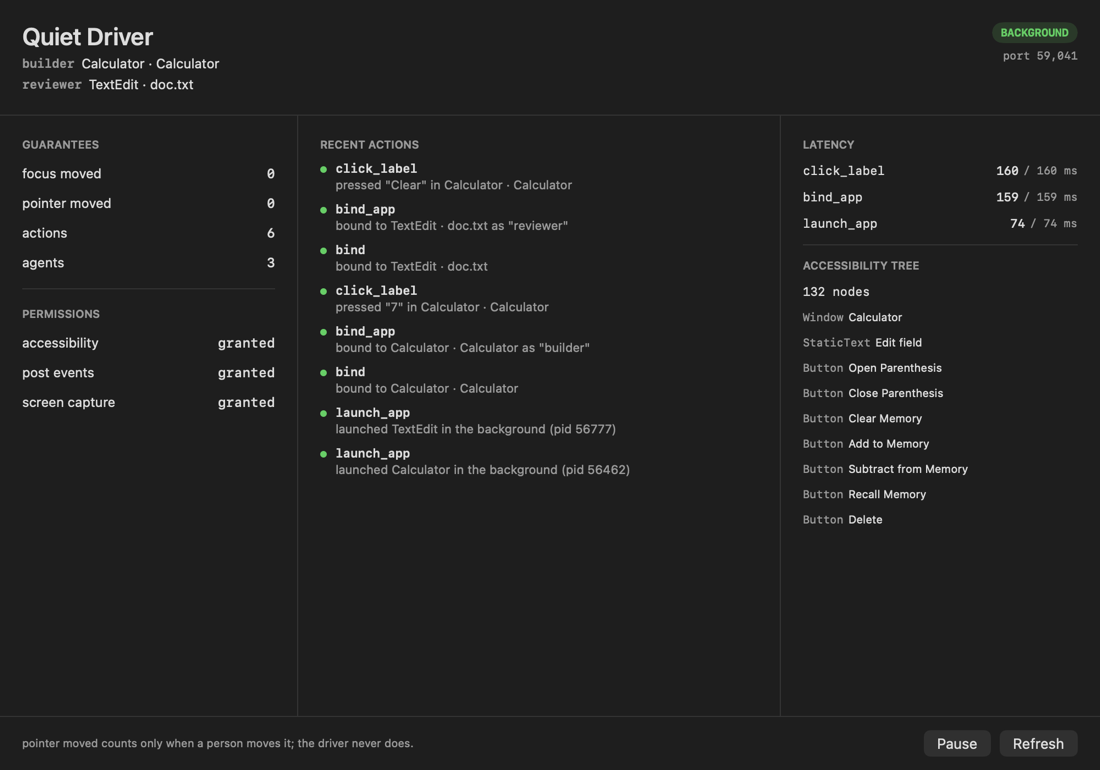 Quiet Driver
builder Calculator · Calculator
reviewer TextEdit · doc.txt
BACKGROUND
port 59,041
GUARANTEES
focus moved 0
pointer moved 0
actions 6
agents 3
PERMISSIONS
accessibility granted
post events granted
screen capture granted
RECENT ACTIONS
click_label
pressed "Clear" in Calculator · Calculator
bind_app
bound to TextEdit · doc.txt as "reviewer"
bind
bound to TextEdit · doc.txt
click_label
pressed "7" in Calculator · Calculator
bind_app
bound to Calculator · Calculator as "builder"
bind
bound to Calculator · Calculator
launch_app
launched TextEdit in the background (pid 56777)
launch_app
launched Calculator in the background (pid 56462)
LATENCY
click_label 160 / 160 ms
bind_app 159 / 159 ms
launch_app 74 / 74 ms
ACCESSIBILITY TREE
132 nodes
Window Calculator
StaticText Edit field
Button Open Parenthesis
Button Close Parenthesis
Button Clear Memory
Button Add to Memory
Button Subtract from Memory
Button Recall Memory
Button Delete
pointer moved counts only when a person moves it; the driver never does.
Pause
Refresh